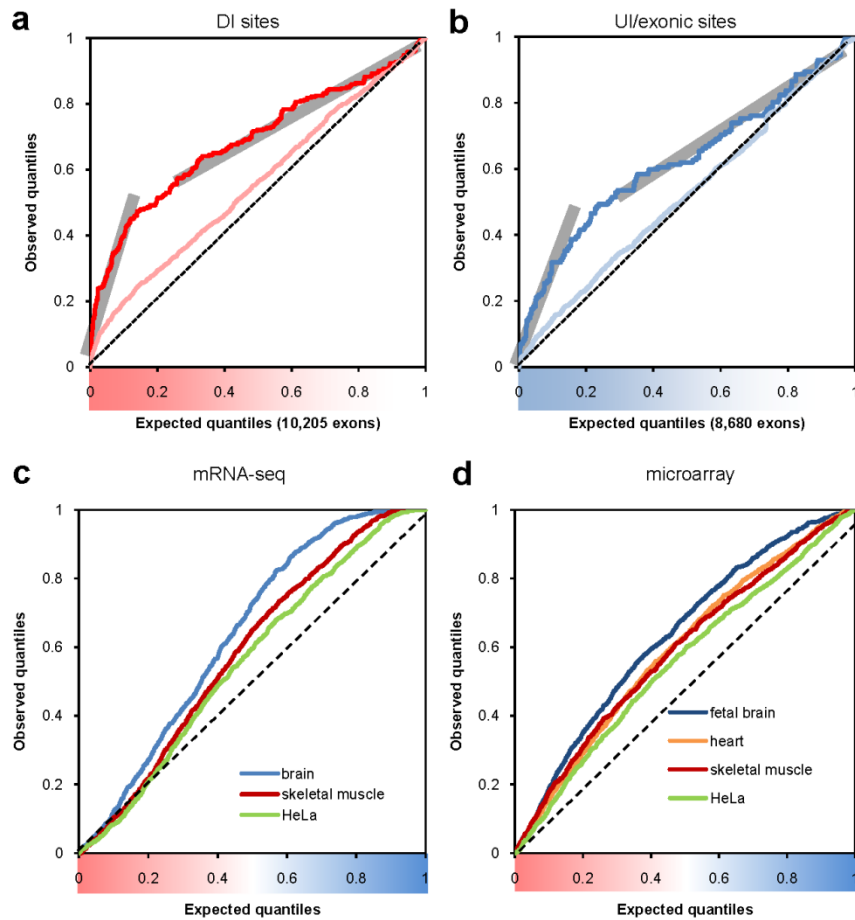 a
DI sites
1
0.8
0.6
0.4
0.2
0
Observed quantiles
0 0.2 0.4 0.6 0.8 1
Expected quantiles (10,205 exons)
b
UI/exonic sites
1
0.8
0.6
0.4
0.2
0
Observed quantiles
0 0.2 0.4 0.6 0.8 1
Expected quantiles (8,680 exons)
c
mRNA-seq
1
0.8
0.6
0.4
0.2
0
Observed quantiles
brain
skeletal muscle
HeLa
0 0.2 0.4 0.6 0.8 1
Expected quantiles
d
microarray
1
0.8
0.6
0.4
0.2
0
Observed quantiles
fetal brain
heart
skeletal muscle
HeLa
0 0.2 0.4 0.6 0.8 1
Expected quantiles